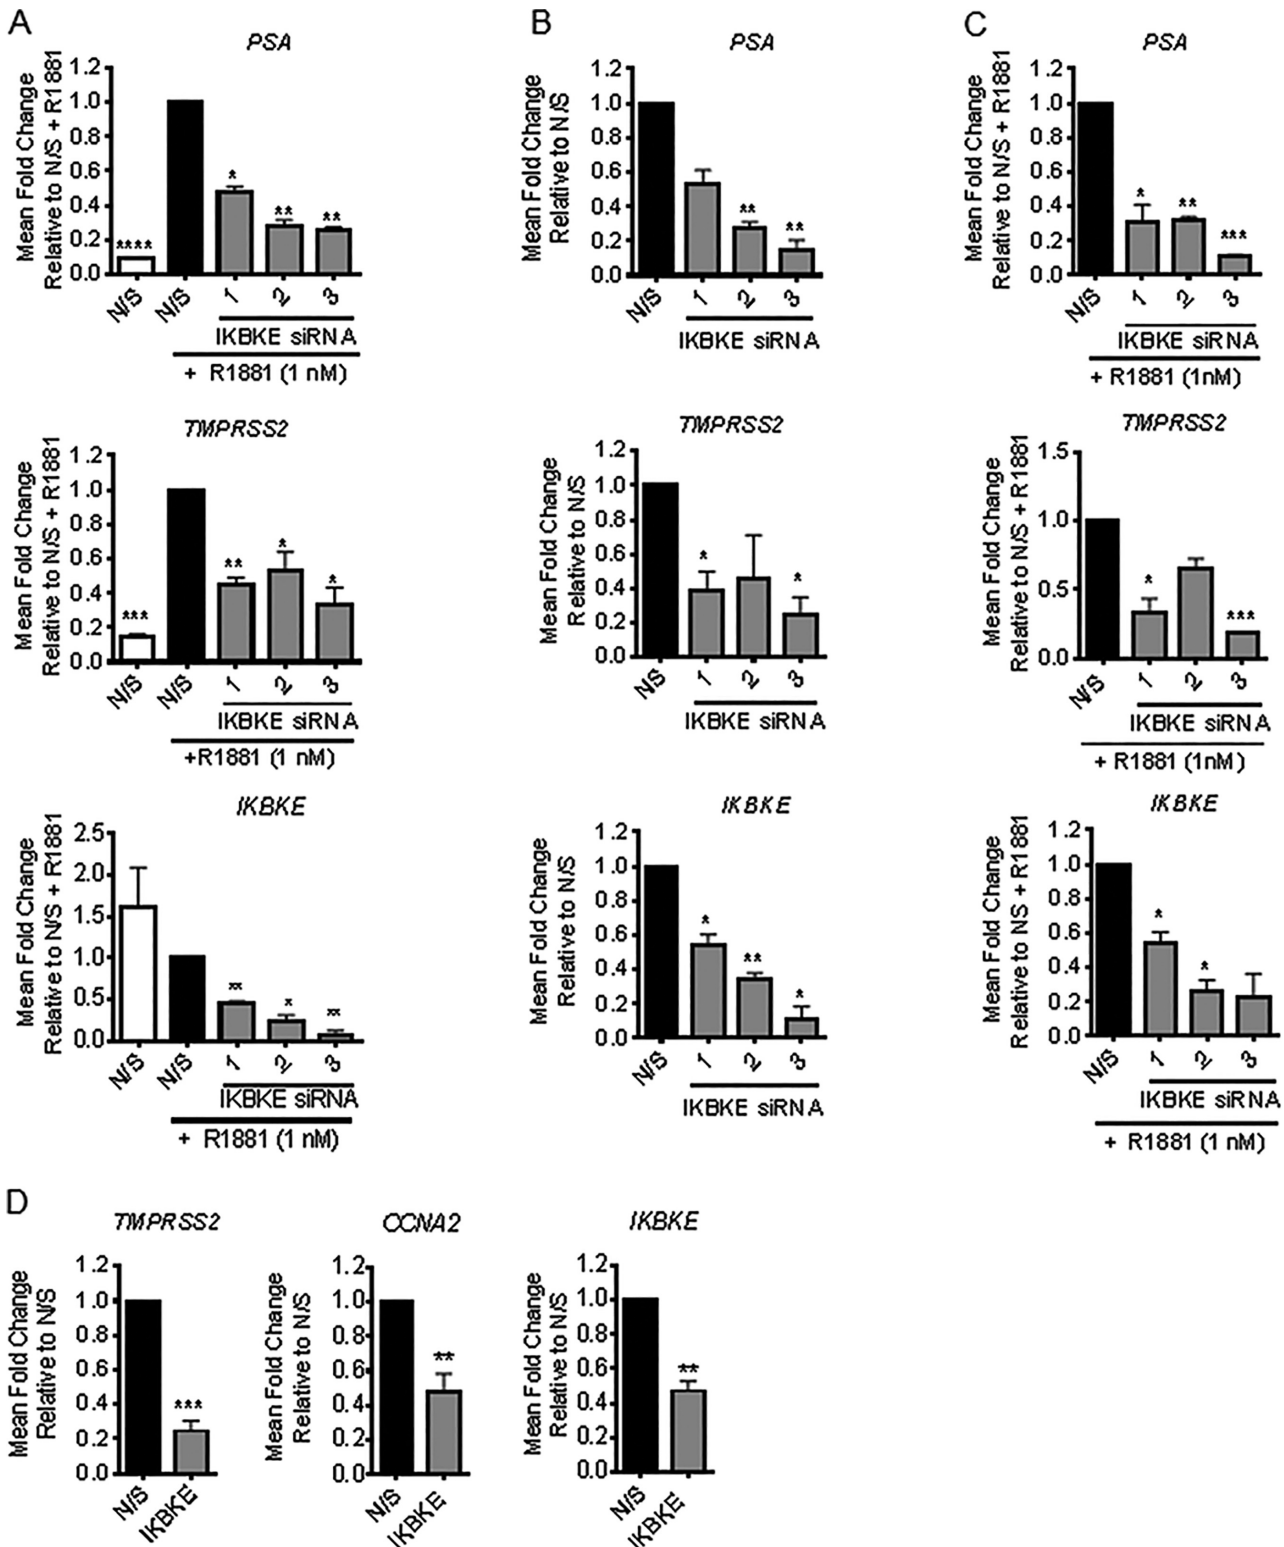 A
PSA
Mean Fold Change
Relative to N/S + R1881
1.2
1.0
0.8
0.6
0.4
0.2
0.0
****
*
**
**
N/S
N/S
1
2
3
IKBKE siRNA
+ R1881 (1 nM)
TMPRSS2
Mean Fold Change
Relative to N/S + R1881
1.2
1.0
0.8
0.6
0.4
0.2
0.0
***
**
*
*
N/S
N/S
1
2
3
IKBKE siRNA
+R1881 (1 nM)
IKBKE
Mean Fold Change
Relative to N/S + R1881
2.5
2.0
1.5
1.0
0.5
0.0
**
*
**
N/S
N/S
1
2
3
IKBKE siRNA
+ R1881 (1 nM)
B
PSA
Mean Fold Change
Relative to N/S
1.2
1.0
0.8
0.6
0.4
0.2
0.0
**
**
N/S
1
2
3
IKBKE siRNA
TMPRSS2
Mean Fold Change
Relative to N/S
1.2
1.0
0.8
0.6
0.4
0.2
0.0
*
*
NS
1
2
3
IKBKE siRNA
IKBKE
Mean Fold Change
Relative to N/S
1.2
1.0
0.8
0.6
0.4
0.2
0.0
*
**
*
N/S
1
2
3
IKBKE siRNA
C
PSA
Mean Fold Change
Relative to N/S + R1881
1.2
1.0
0.8
0.6
0.4
0.2
0.0
*
**
***
N/S
1
2
3
IKBKE siRNA
+ R1881 (1nM)
TMPRSS2
Mean Fold Change
Relative to N/S + R1881
1.5
1.0
0.5
0.0
*
***
N/S
1
2
3
IKBKE siRNA
+ R1881 (1nM)
IKBKE
Mean Fold Change
Relative to NS + R1881
1.2
1.0
0.8
0.6
0.4
0.2
0.0
*
*
N/S
1
2
3
IKBKE siRNA
+ R1881 (1 nM)
D
TMPRSS2
Mean Fold Change
Relative to N/S
1.2
1.0
0.8
0.6
0.4
0.2
0.0
***
N/S
IKBKE
CCNA2
Mean Fold Change
Relative to N/S
1.2
1.0
0.8
0.6
0.4
0.2
0.0
**
N/S
IKBKE
IKBKE
Mean Fold Change
Relative to N/S
1.2
1.0
0.8
0.6
0.4
0.2
0.0
**
N/S
IKBKE